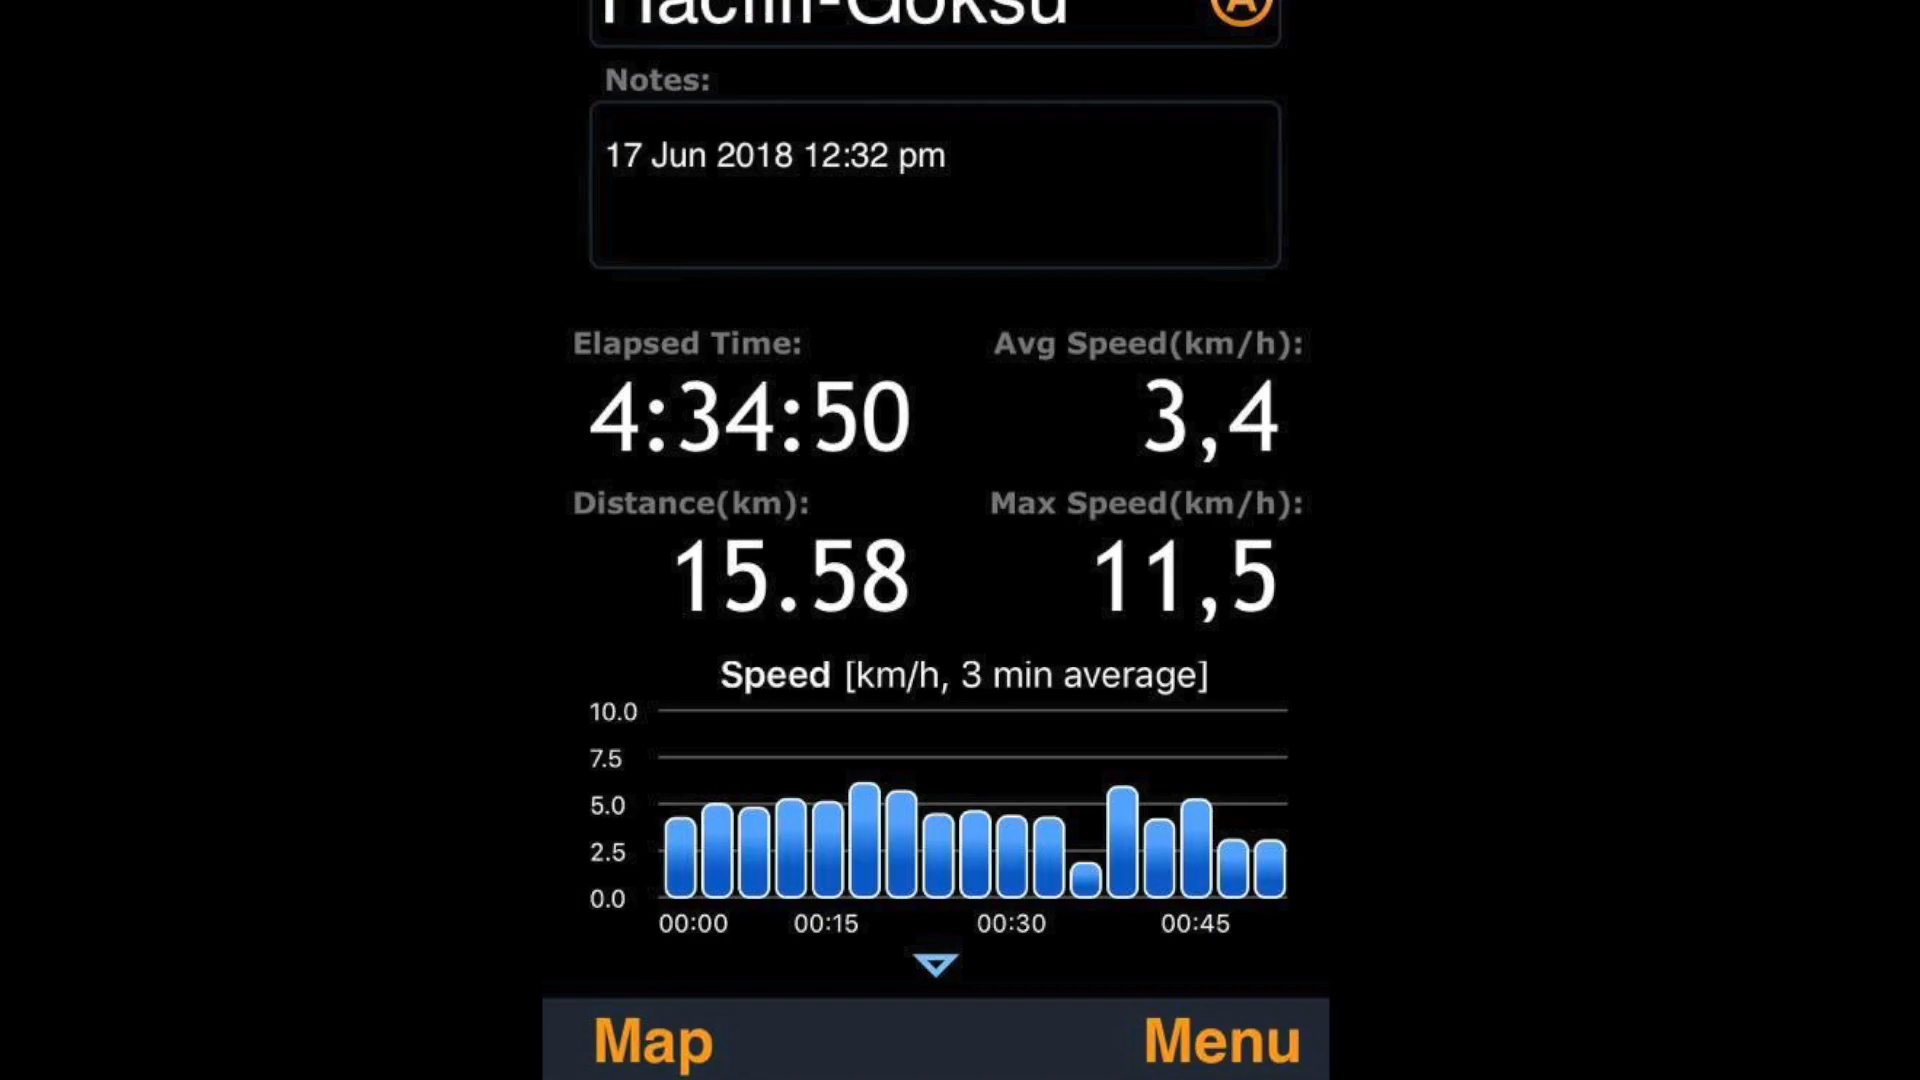 Hacıllı-Göksu
Notes:
17 Jun 2018 12:32 pm
Elapsed Time: Avg Speed(km/h):
4:34:50 3,4
Distance(km): Max Speed(km/h):
15.58 11,5
Speed [km/h, 3 min average]
10.0
7.5
5.0
2.5
0.0
00:00 00:15 00:30 00:45
Map Menu